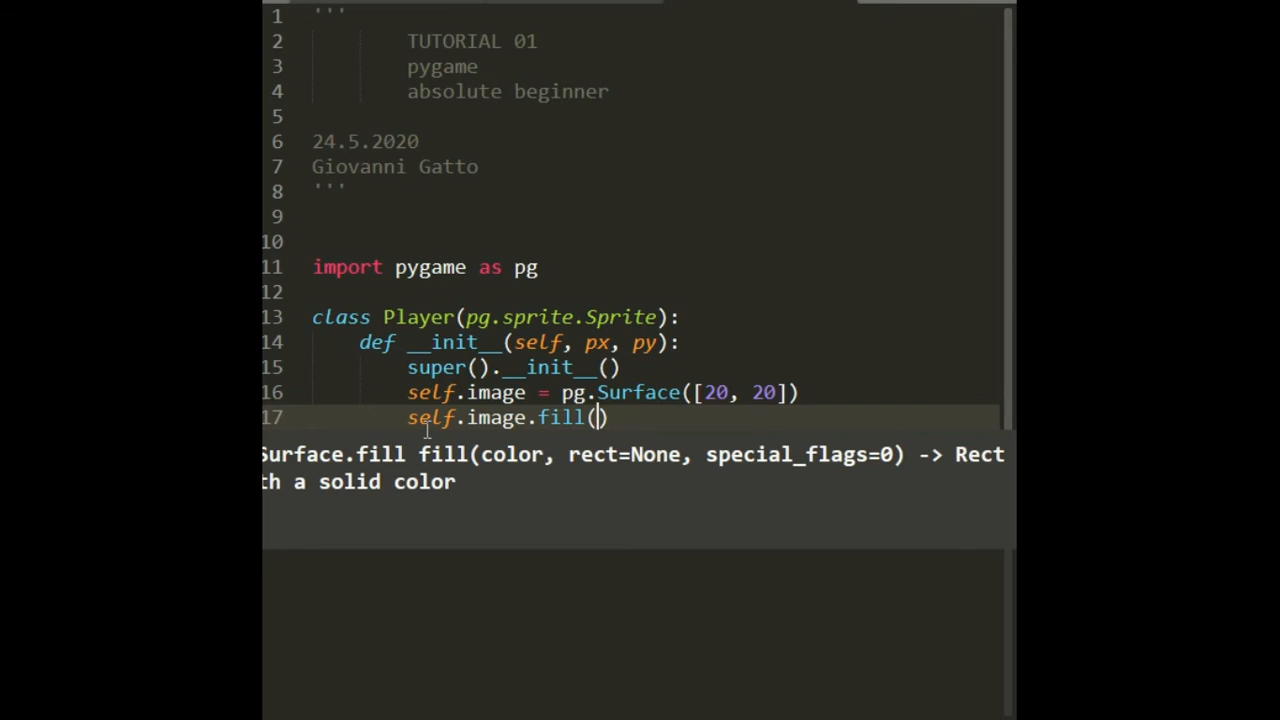 1 '''
2 TUTORIAL 01
3 pygame
4 absolute beginner
5
6 24.5.2020
7 Giovanni Gatto
8 '''
9
10
11 import pygame as pg
12
13 class Player(pg.sprite.Sprite):
14 def __init__(self, px, py):
15 super().__init__()
16 self.image = pg.Surface([20, 20])
17 self.image.fill()
Surface.fill fill(color, rect=None, special_flags=0) -> Rect
th a solid color